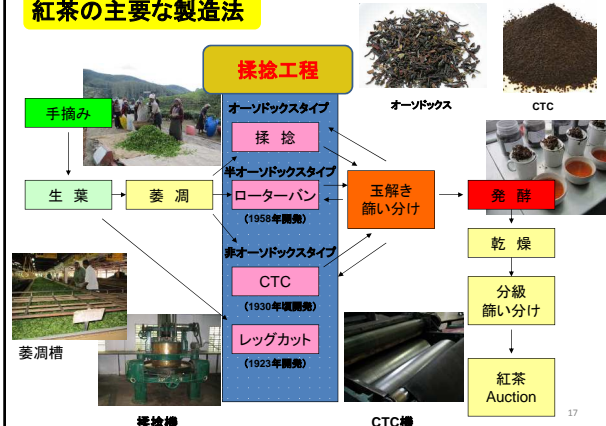 紅茶の主要な製造法
揉捻工程
オーソドックス
CTC
手摘み
オーソドックスタイプ
揉 捻
半オーソドックスタイプ
生 葉
萎 凋
ローターバン
(1958年開発)
玉解き
篩い分け
発 酵
非オーソドックスタイプ
CTC
(1930年頃開発)
乾 燥
レッグカット
(1923年開発)
分級
篩い分け
萎凋槽
紅茶
Auction
揉捻機
CTC機
17